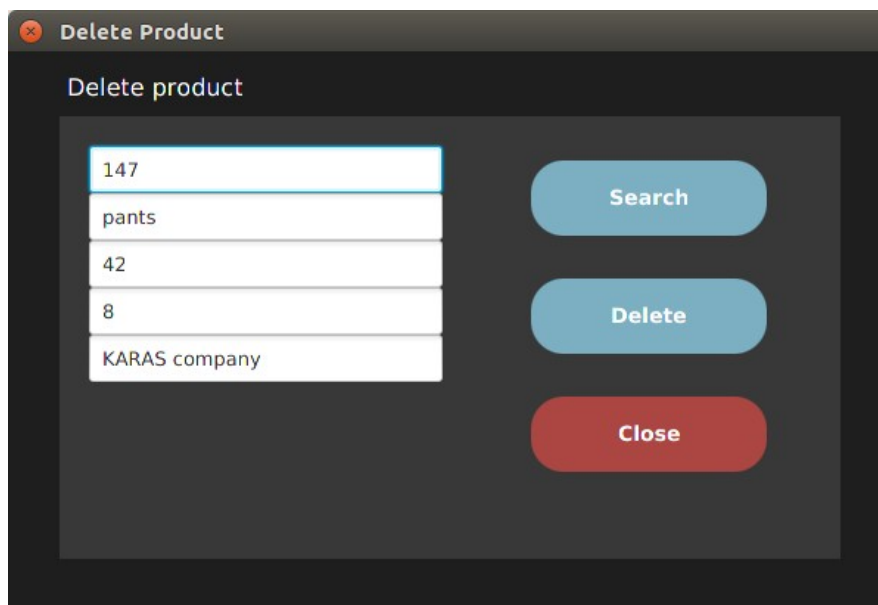 Delete Product
Delete product
147
pants
42
8
KARAS company
Search
Delete
Close